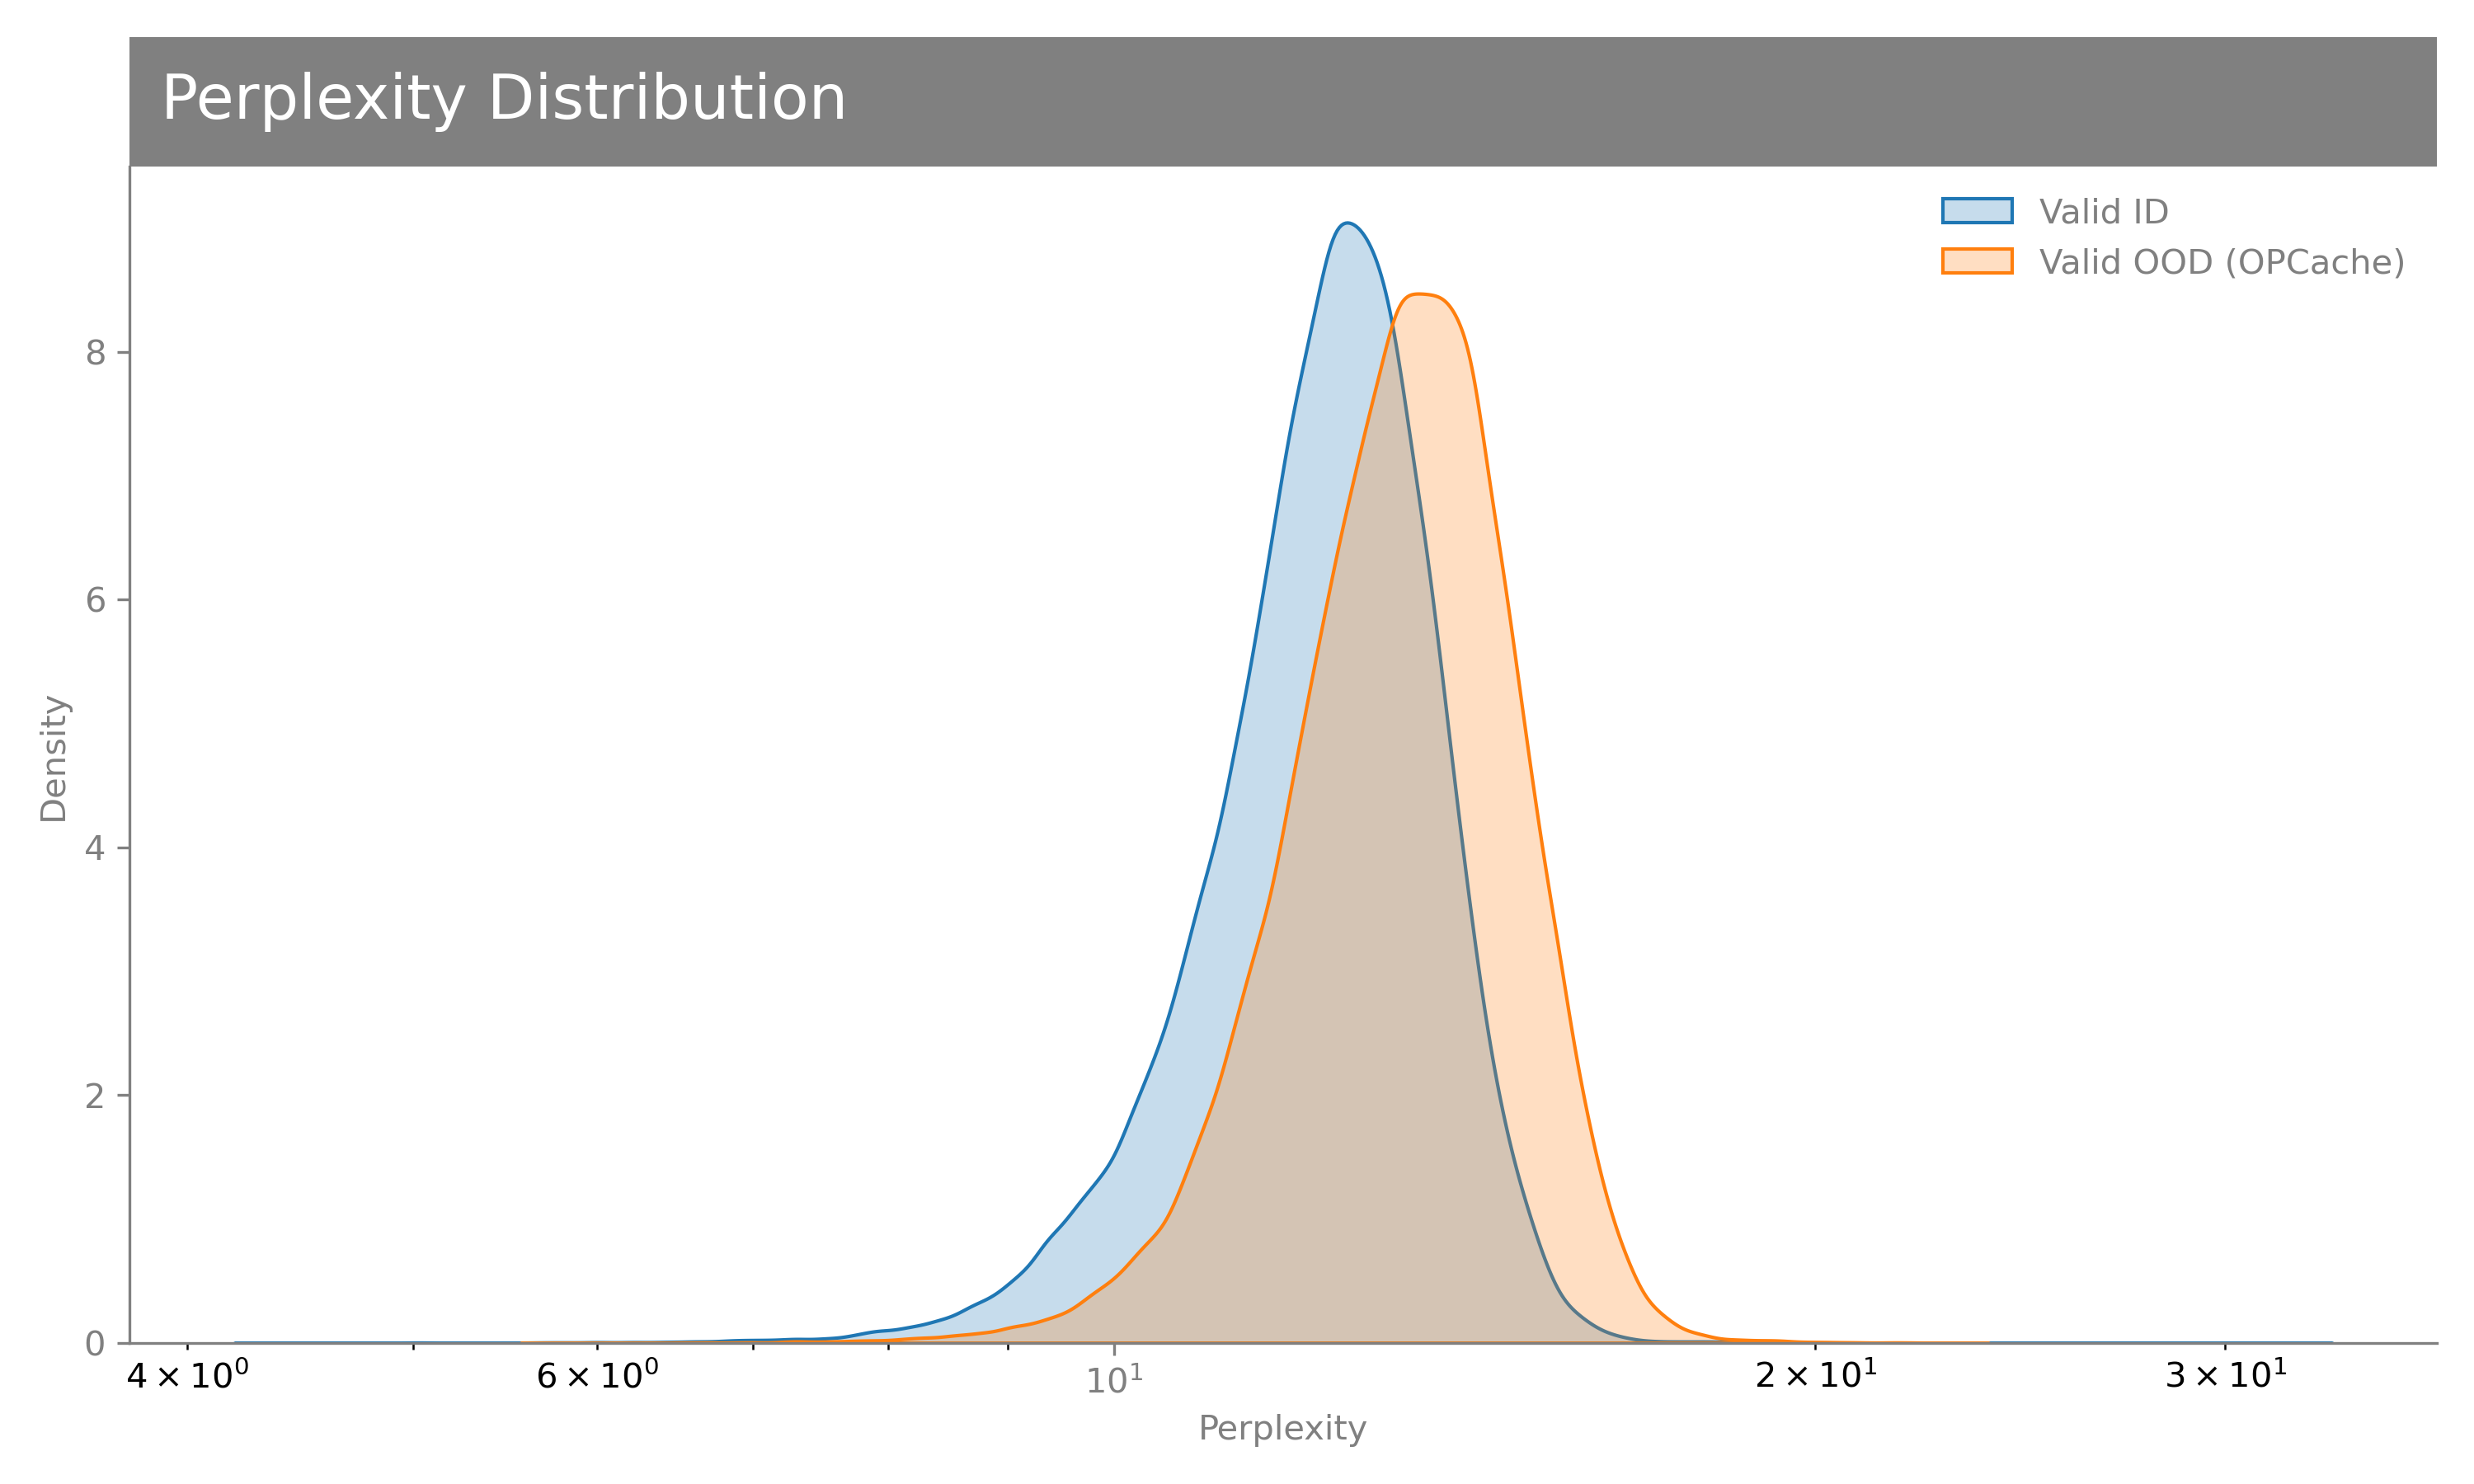 Perplexity Distribution
Valid ID
Valid OOD (OPCache)
8
6
4
2
0
Density
4 × 10⁰
6 × 10⁰
10¹
2 × 10¹
3 × 10¹
Perplexity